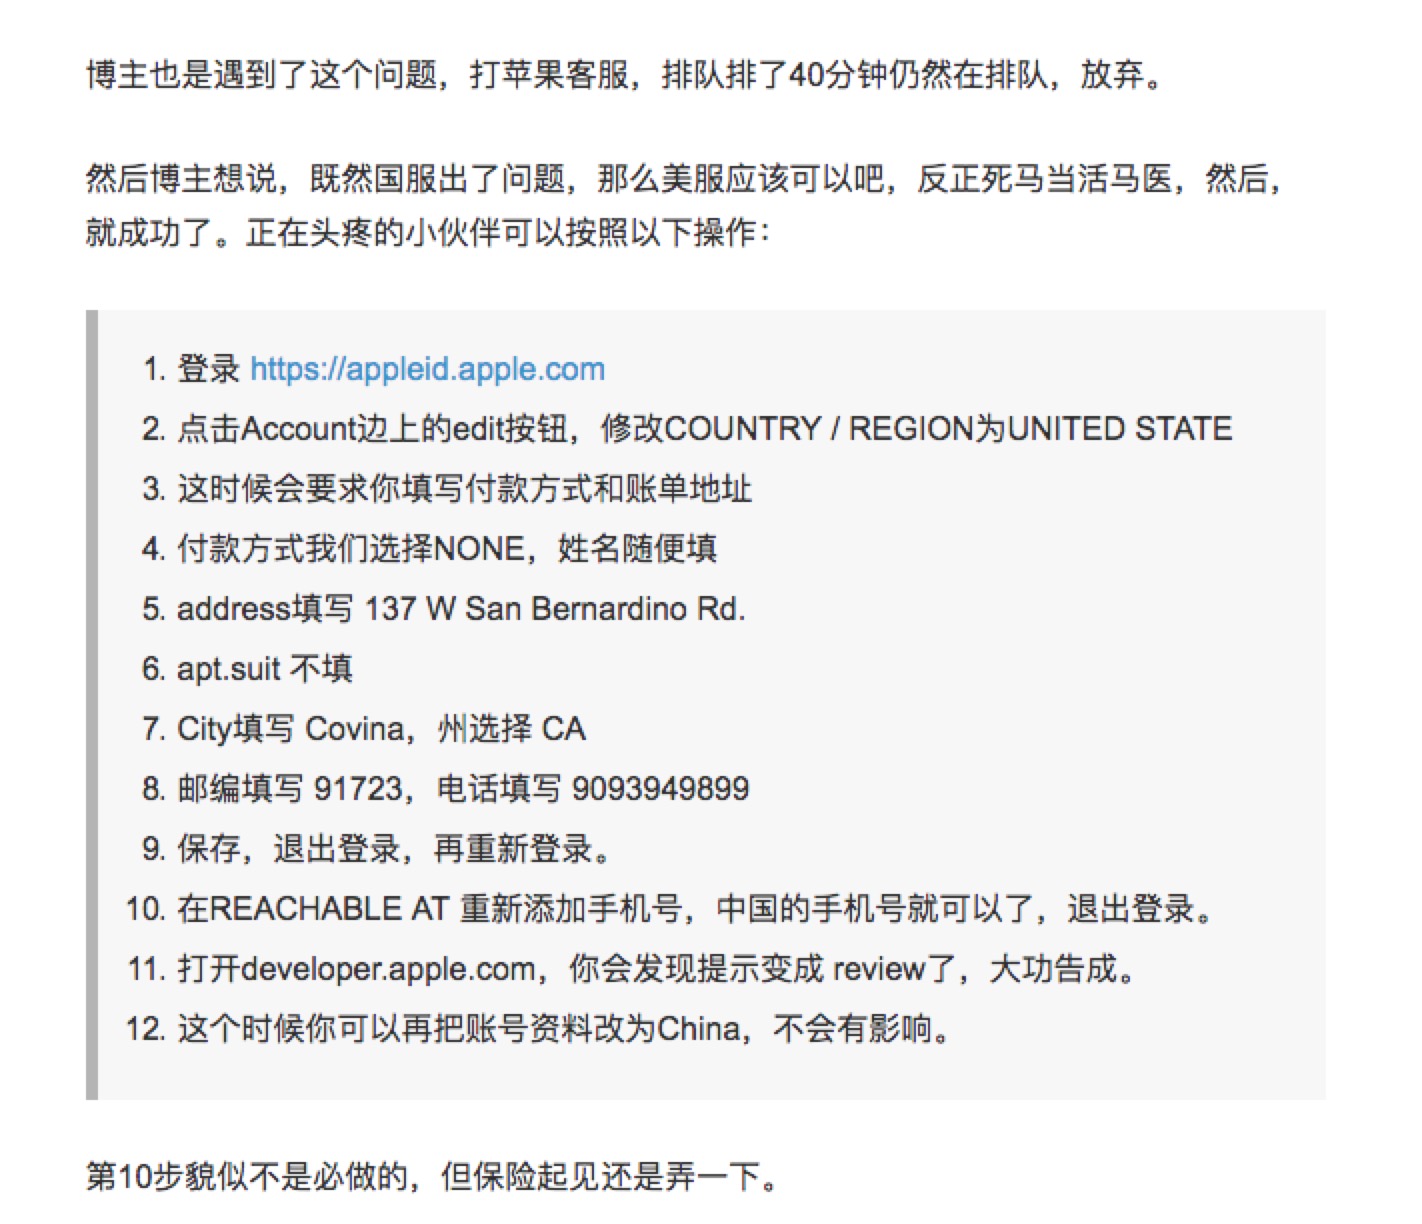 博主也是遇到了这个问题，打苹果客服，排队排了40分钟仍然在排队，放弃。
然后博主想说，既然国服出了问题，那么美服应该可以吧，反正死马当活马医，然后，
就成功了。正在头疼的小伙伴可以按照以下操作：
1. 登录 https://appleid.apple.com
2. 点击Account边上的edit按钮，修改COUNTRY / REGION为UNITED STATE
3. 这时候会要求你填写付款方式和账单地址
4. 付款方式我们选择NONE，姓名随便填
5. address填写 137 W San Bernardino Rd.
6. apt.suit 不填
7. City填写 Covina，州选择 CA
8. 邮编填写 91723，电话填写 9093949899
9. 保存，退出登录，再重新登录。
10. 在REACHABLE AT 重新添加手机号，中国的手机号就可以了，退出登录。
11. 打开developer.apple.com，你会发现提示变成 review了，大功告成。
12. 这个时候你可以再把账号资料改为China，不会有影响。
第10步貌似不是必做的，但保险起见还是弄一下。